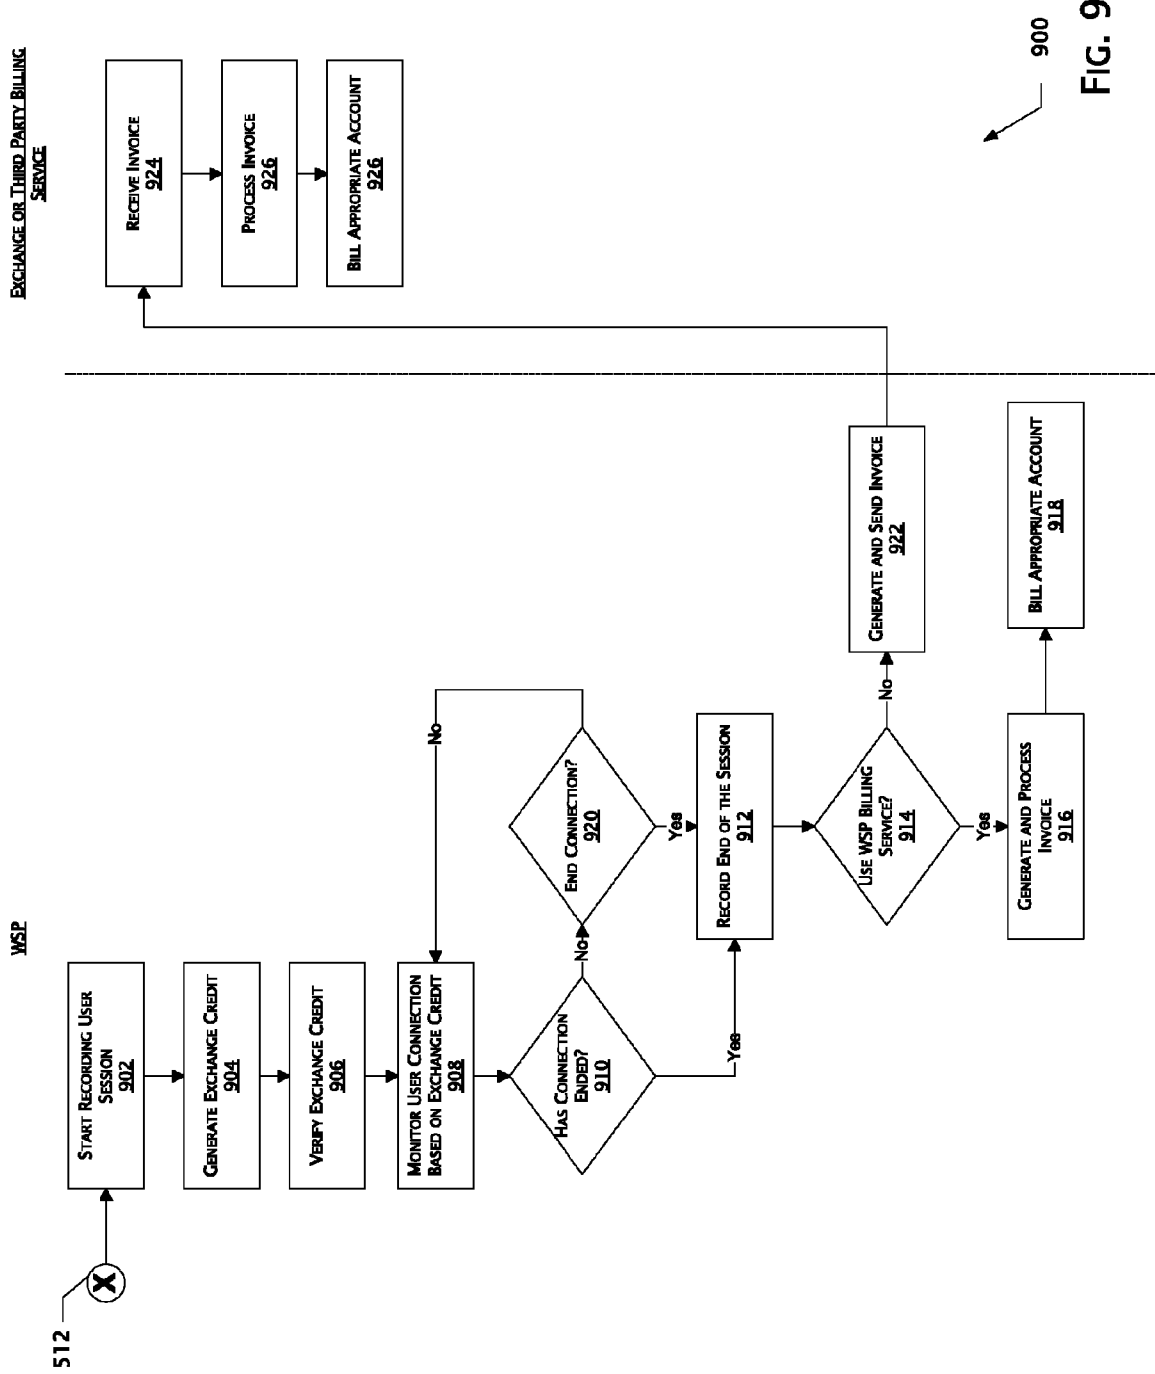 WSP
EXCHANGE OR THIRD PARTY BILLING
SERVICE
512
X
START RECORDING USER
SESSION
902
GENERATE EXCHANGE CREDIT
904
VERIFY EXCHANGE CREDIT
906
MONITOR USER CONNECTION
BASED ON EXCHANGE CREDIT
908
HAS CONNECTION
ENDED?
910
No
Yes
END CONNECTION?
920
No
Yes
RECORD END OF THE SESSION
912
USE WSP BILLING
SERVICE?
914
No
Yes
GENERATE AND PROCESS
INVOICE
916
BILL APPROPRIATE ACCOUNT
918
GENERATE AND SEND INVOICE
922
RECEIVE INVOICE
924
PROCESS INVOICE
926
BILL APPROPRIATE ACCOUNT
926
900
FIG. 9